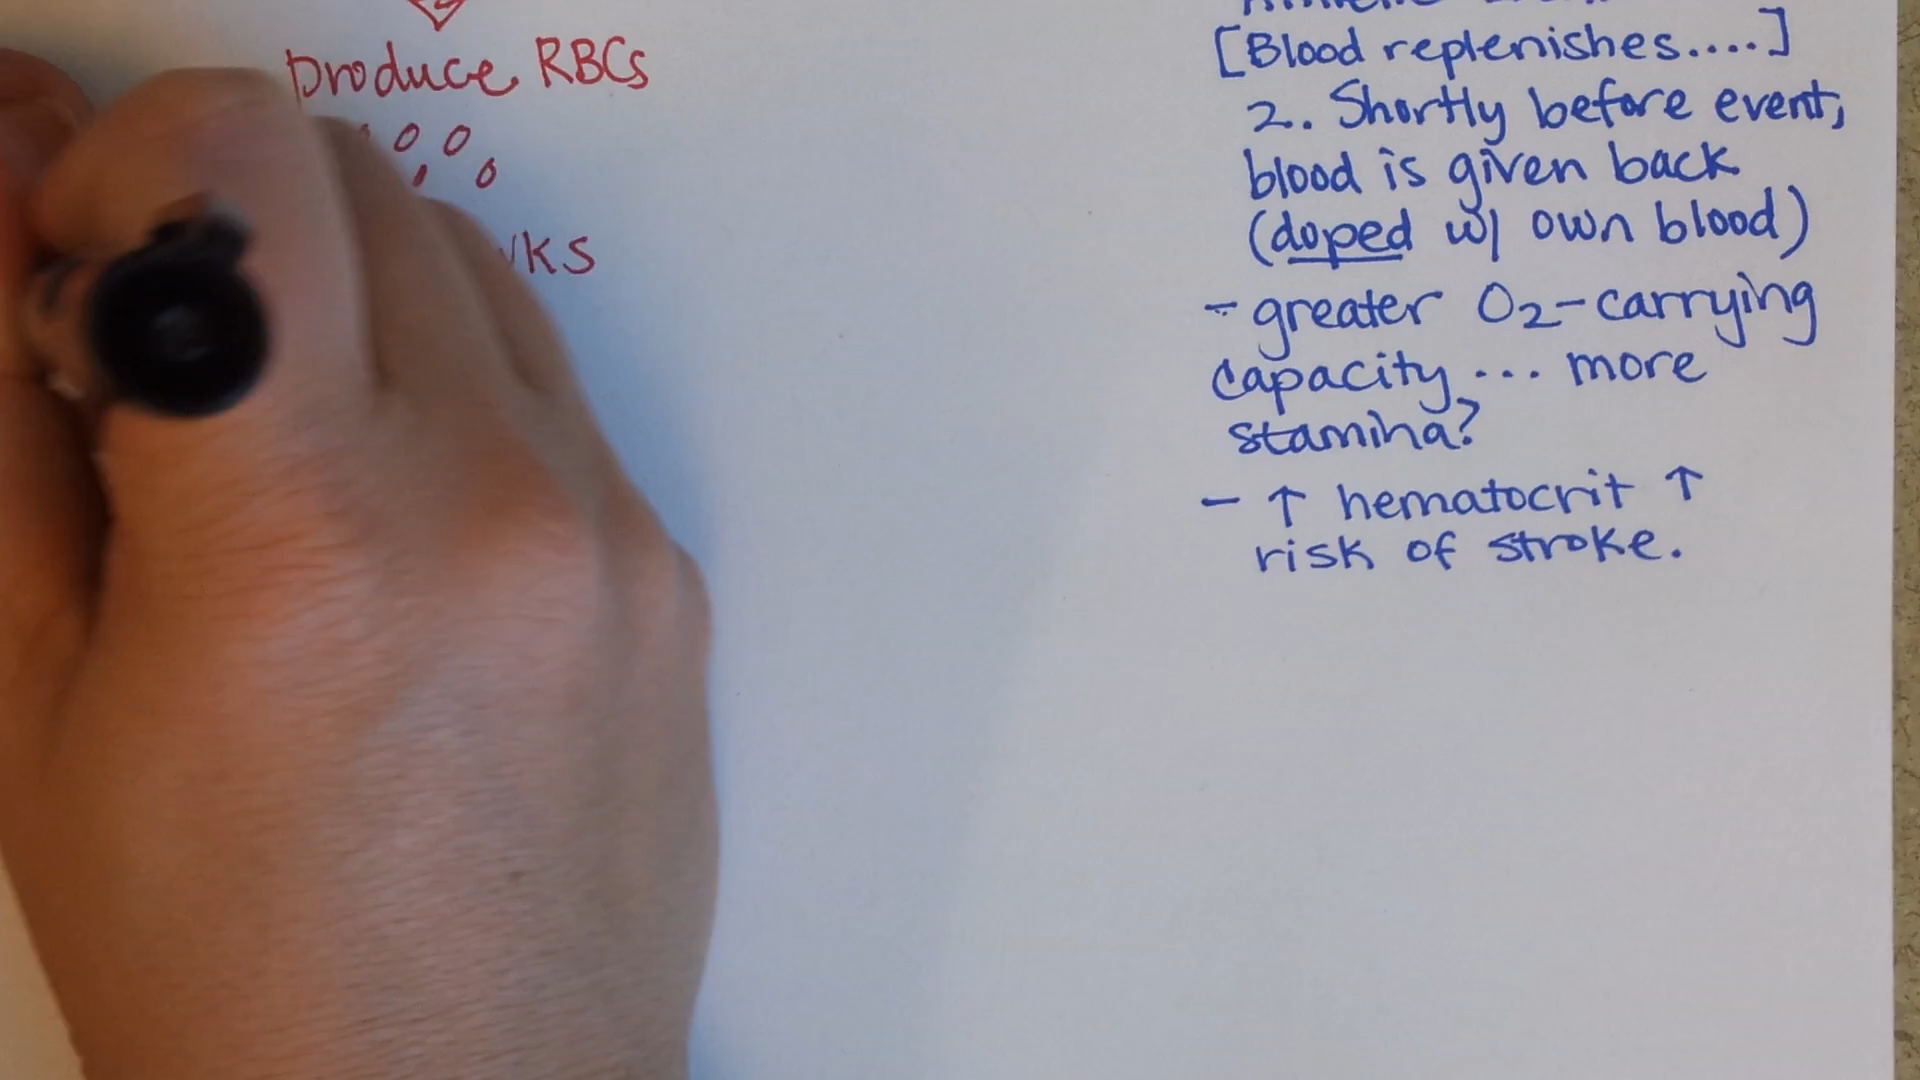 Produce RBCs
[Blood replenishes....]
2. Shortly before event,
blood is given back
(doped w/ own blood)
- greater O2-carrying
capacity... more
stamina?
- ↑ hematocrit ↑
risk of stroke.